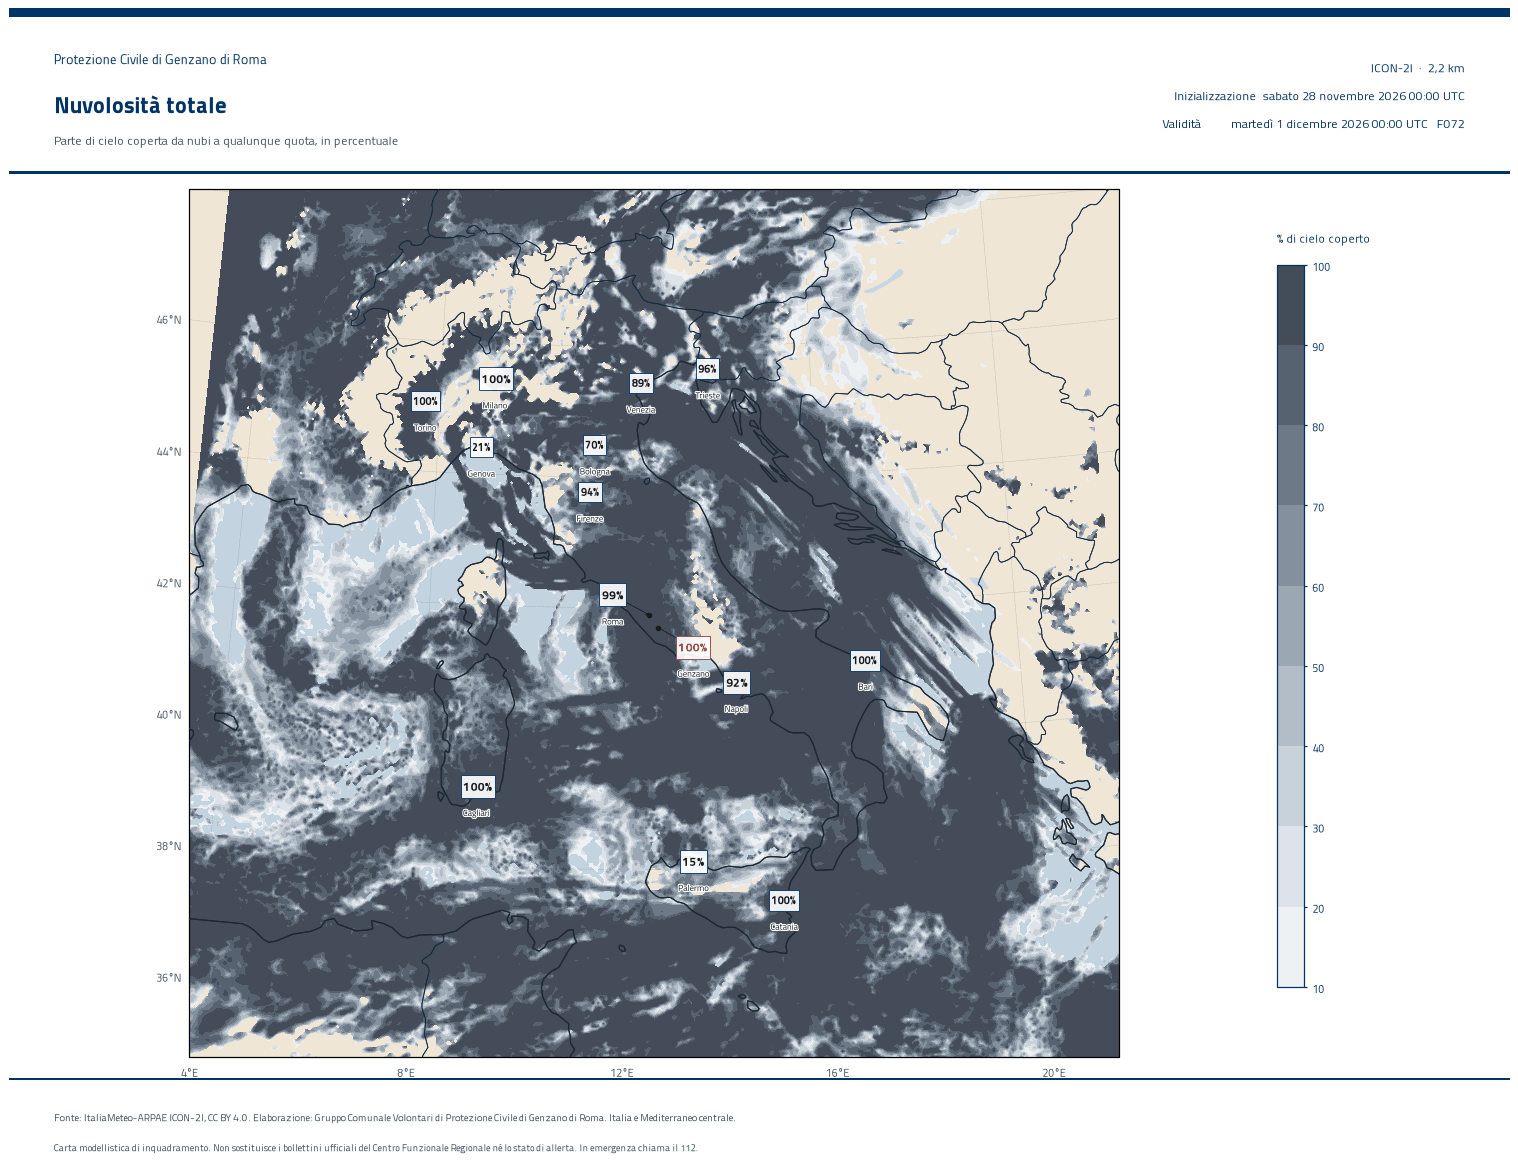 Protezione Civile di Genzano di Roma
Nuvolosità totale
Parte di cielo coperta da nubi a qualunque quota, in percentuale
ICON-2I · 2,2 km
Inizializzazione sabato 28 novembre 2026 00:00 UTC
Validità martedì 1 dicembre 2026 00:00 UTC F072
% di cielo coperto
100
90
80
70
60
50
40
30
20
10
46°N
44°N
42°N
40°N
38°N
36°N
4°E
8°E
12°E
16°E
20°E
100%
Torino
100%
Milano
21%
Genova
89%
Venezia
96%
Trieste
70%
Bologna
94%
Firenze
99%
Roma
100%
Genzano
92%
Napoli
100%
Bari
100%
Cagliari
15%
Palermo
100%
Catania
Fonte: ItaliaMeteo-ARPAE ICON-2I, CC BY 4.0. Elaborazione: Gruppo Comunale Volontari di Protezione Civile di Genzano di Roma. Italia e Mediterraneo centrale.
Carta modellistica di inquadramento. Non sostituisce i bollettini ufficiali del Centro Funzionale Regionale né lo stato di allerta. In emergenza chiama il 112.